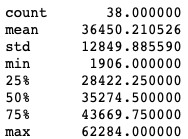 count 38.000000
mean 36450.210526
std 12849.885590
min 1906.000000
25% 28422.250000
50% 35274.500000
75% 43669.750000
max 62284.000000